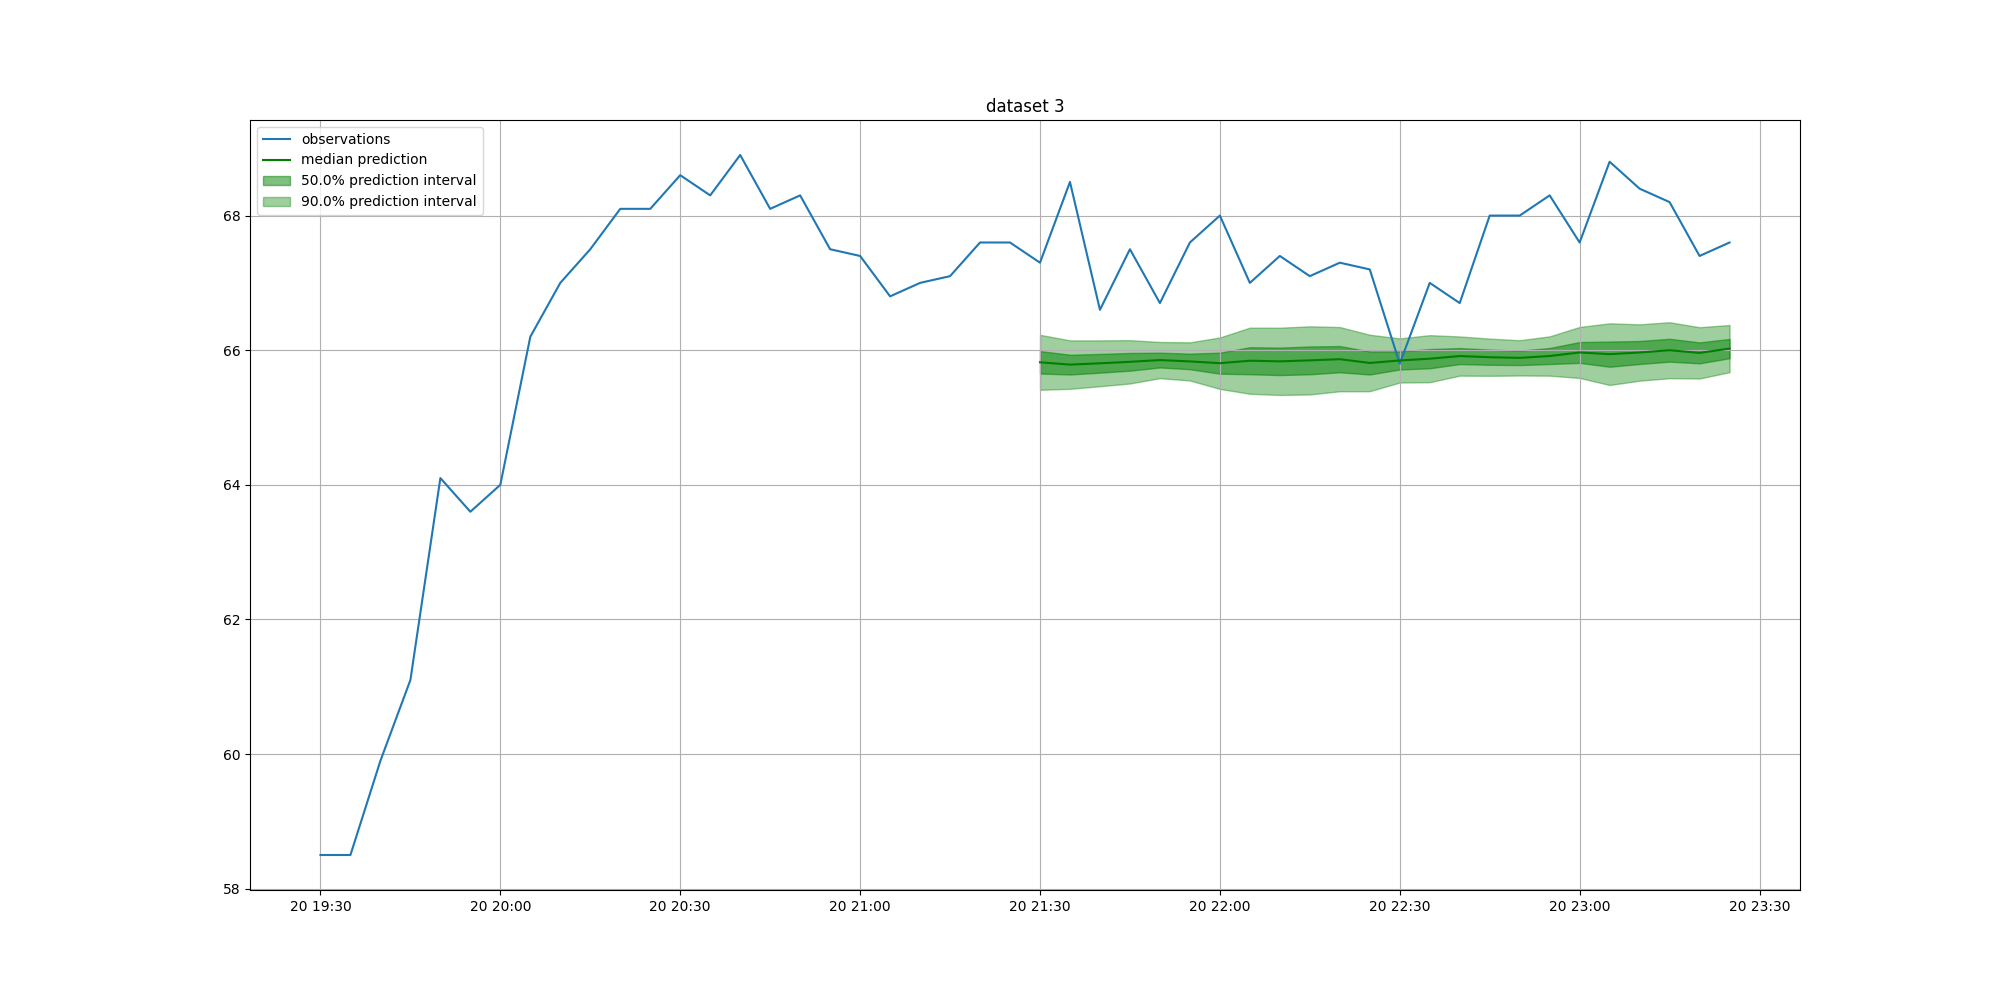 dataset 3
observations
median prediction
50.0% prediction interval
90.0% prediction interval
68
66
64
62
60
58
20 19:30 20 20:00 20 20:30 20 21:00 20 21:30 20 22:00 20 22:30 20 23:00 20 23:30